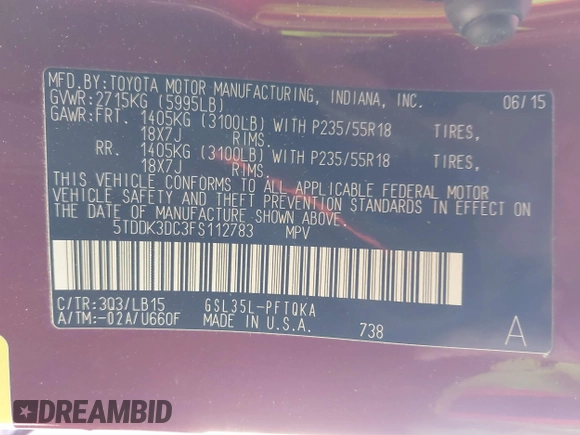 MFD. BY: TOYOTA MOTOR MANUFACTURING, INDIANA, INC. 06/15
GVWR: 2715KG (5995LB)
GAWR: FRT. 1405KG (3100LB) WITH P235/55R18 TIRES,
18X7J RIMS.
RR. 1405KG (3100LB) WITH P235/55R18 TIRES,
18X7J RIMS.
THIS VEHICLE CONFORMS TO ALL APPLICABLE FEDERAL MOTOR
VEHICLE SAFETY AND THEFT PREVENTION STANDARDS IN EFFECT ON
THE DATE OF MANUFACTURE SHOWN ABOVE.
5TDDK3DC3FS112783 MPV
C/TR: 3Q3/LB15 GSL35L-PFTQKA
A/TM: -02A/U660F MADE IN U.S.A. 738 A
DREAMBID